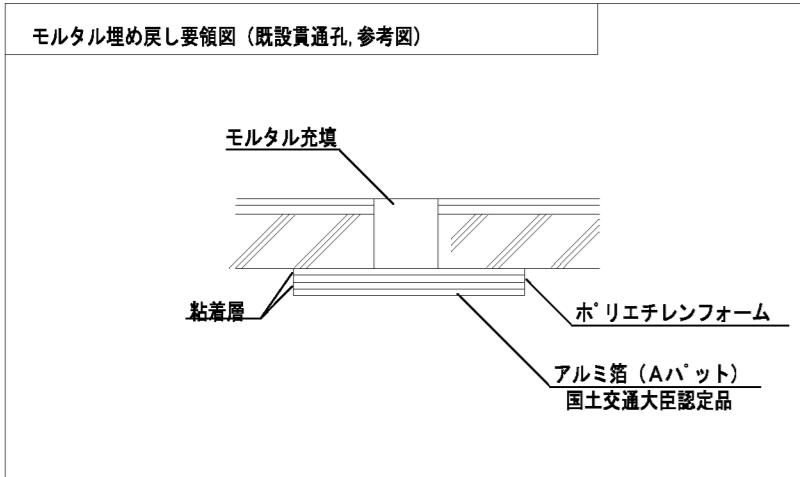 モルタル埋め戻し要領図（既設貫通孔,参考図）
モルタル充填
粘着層
ポリエチレンフォーム
アルミ箔（Aパット）
国土交通大臣認定品